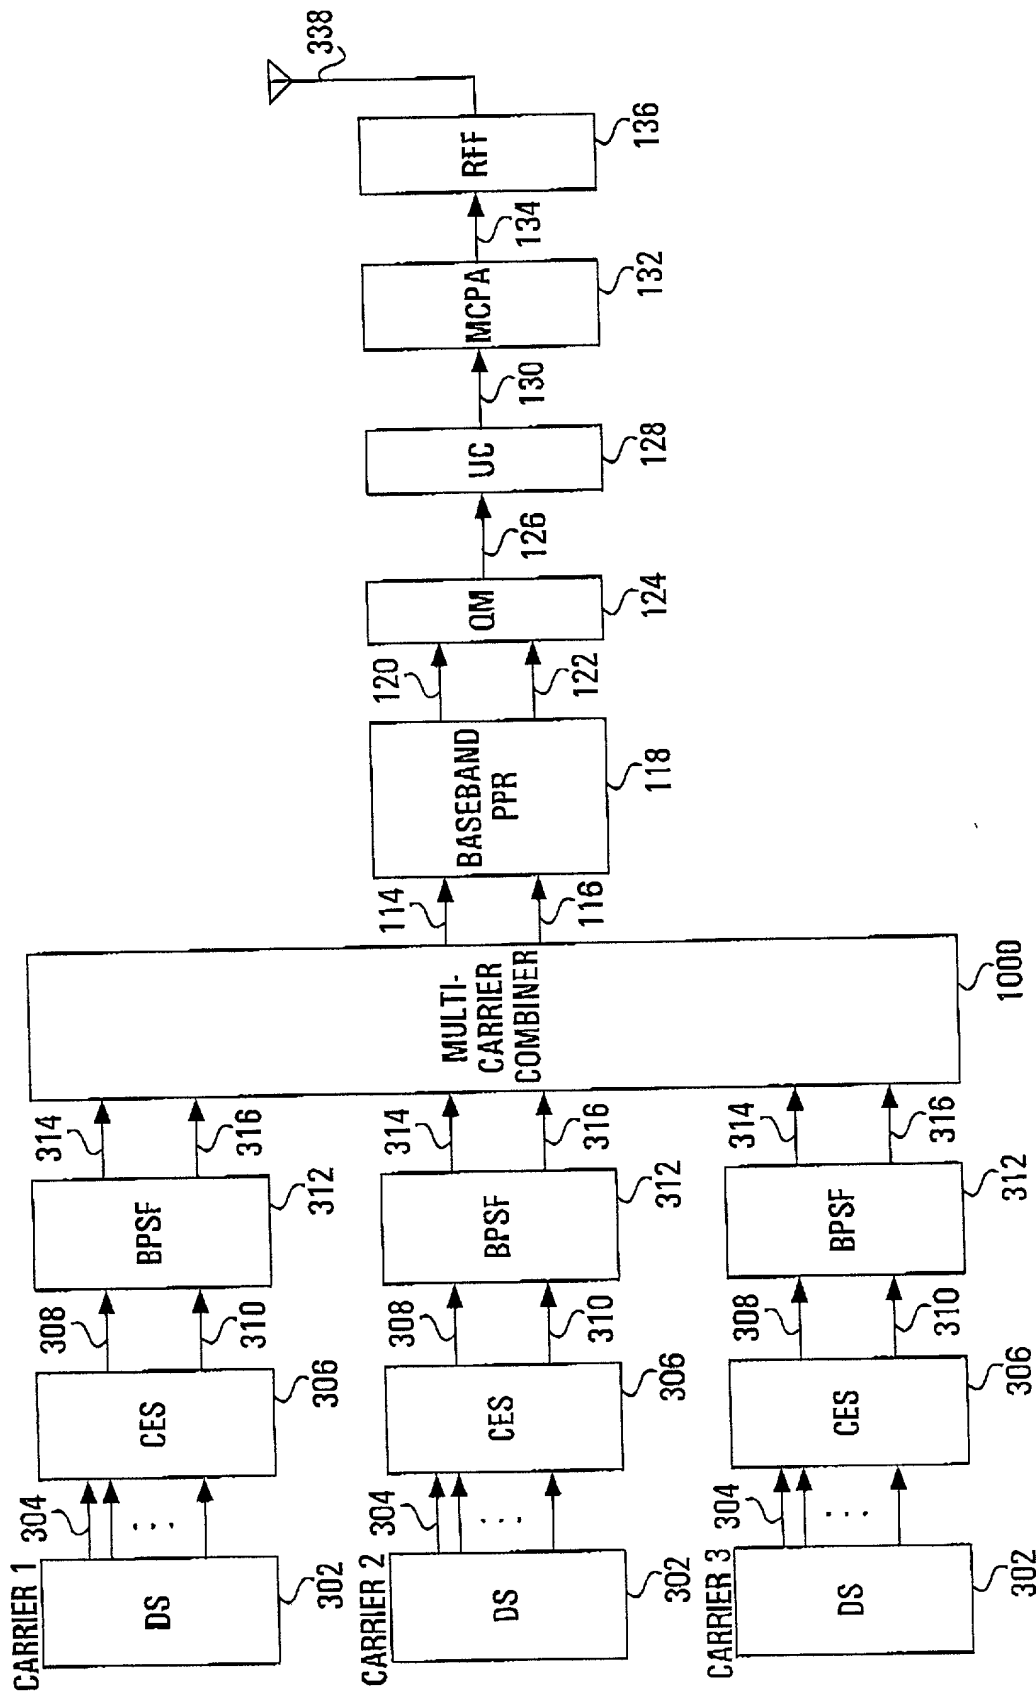 CARRIER 1
DS
302
304
. . .
CES
306
308
310
BPSF
312
314
316
CARRIER 2
DS
302
304
. . .
CES
306
308
310
BPSF
312
314
316
CARRIER 3
DS
302
304
. . .
CES
306
308
310
BPSF
312
314
316
MULTI-
CARRIER
COMBINER
1000
114
116
BASEBAND
PPR
118
120
122
QM
124
126
UC
128
130
MCPA
132
134
RFF
136
338